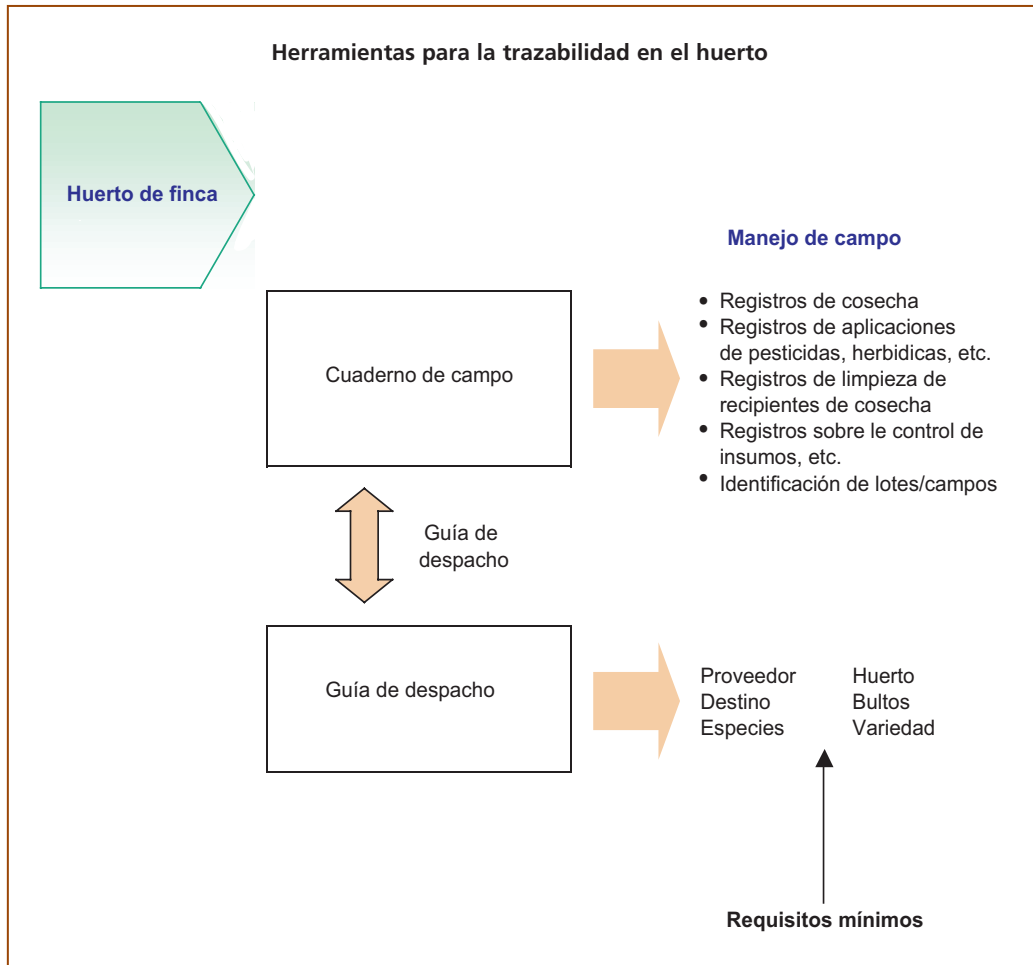 Herramientas para la trazabilidad en el huerto
Huerto de finca
Manejo de campo
Cuaderno de campo
• Registros de cosecha
• Registros de aplicaciones
de pesticidas, herbidicas, etc.
• Registros de limpieza de
recipientes de cosecha
• Registros sobre le control de
insumos, etc.
• Identificación de lotes/campos
Guía de
despacho
Guía de despacho
Proveedor Huerto
Destino Bultos
Especies Variedad
Requisitos mínimos